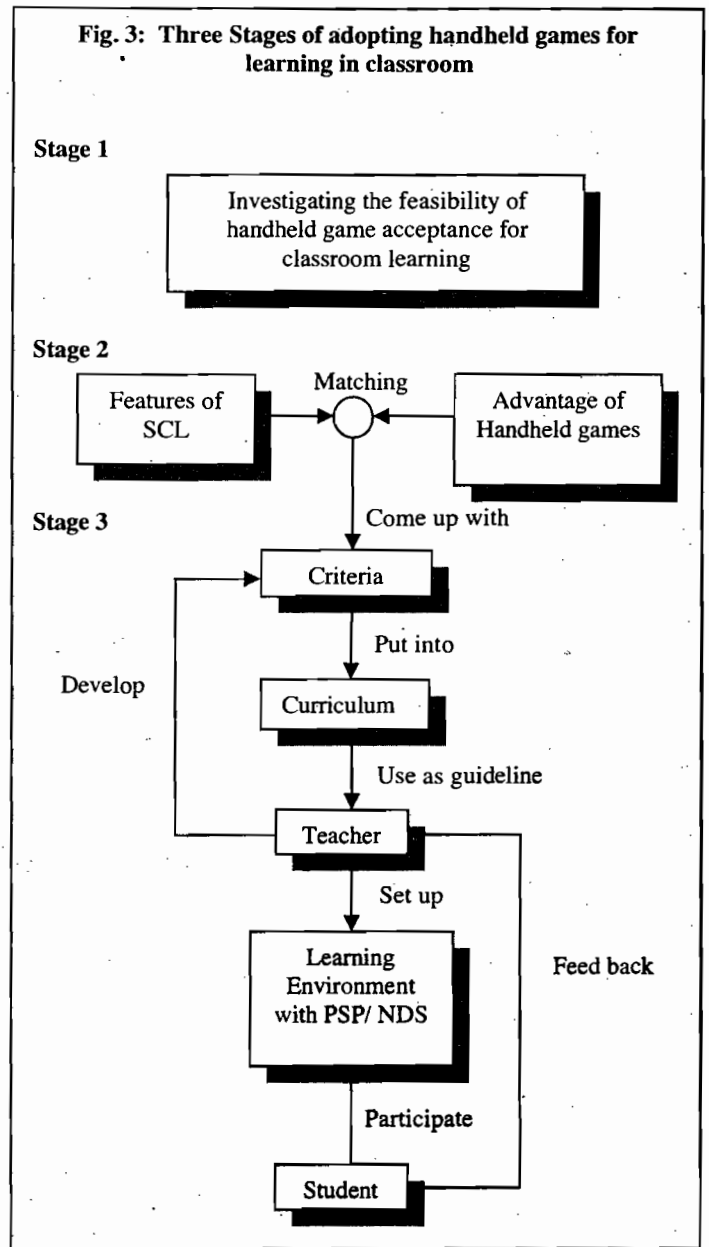 Fig. 3: Three Stages of adopting handheld games for
learning in classroom
Stage 1
Investigating the feasibility of
handheld game acceptance for
classroom learning
Stage 2
Matching
Features of
SCL
Advantage of
Handheld games
Stage 3
Come up with
Criteria
Put into
Develop
Curriculum
Use as guideline
Teacher
Set up
Learning
Environment
with PSP/ NDS
Feed back
Participate
Student